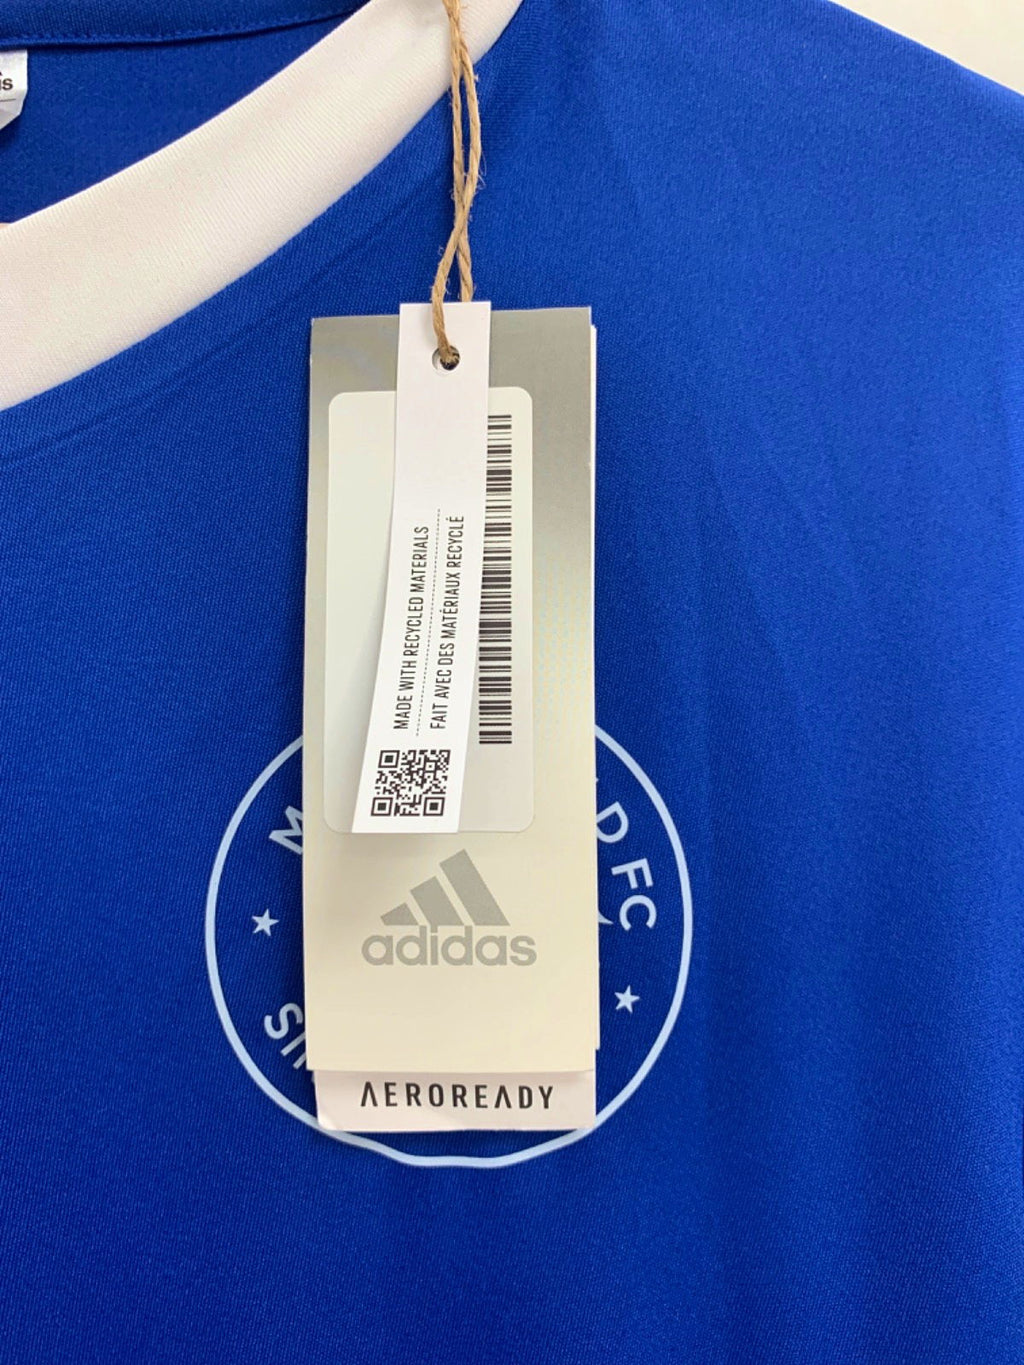 MADE WITH RECYCLED MATERIALS
FAIT AVEC DES MATÉRIAUX RECYCLÉ
D FC
adidas
AEROREADY